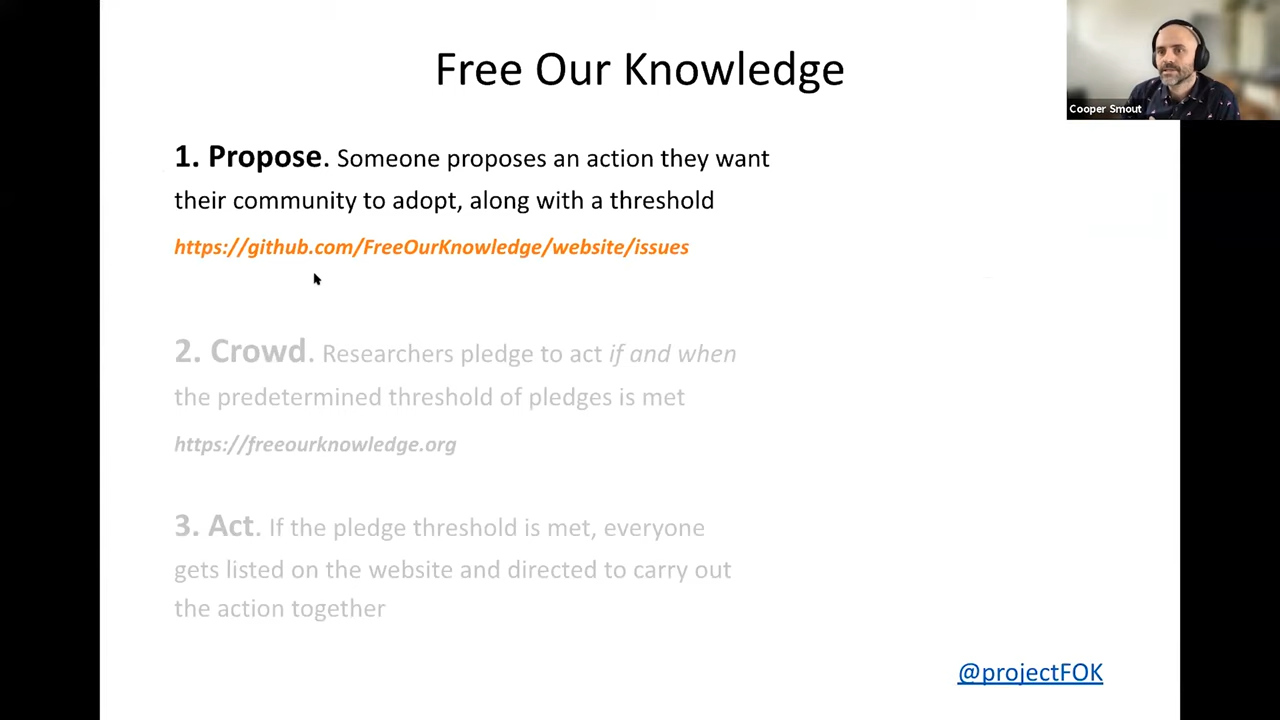 Free Our Knowledge
Cooper Smout
1. Propose. Someone proposes an action they want
their community to adopt, along with a threshold
https://github.com/FreeOurKnowledge/website/issues
2. Crowd. Researchers pledge to act if and when
the predetermined threshold of pledges is met
https://freeourknowledge.org
3. Act. If the pledge threshold is met, everyone
gets listed on the website and directed to carry out
the action together
@projectFOK